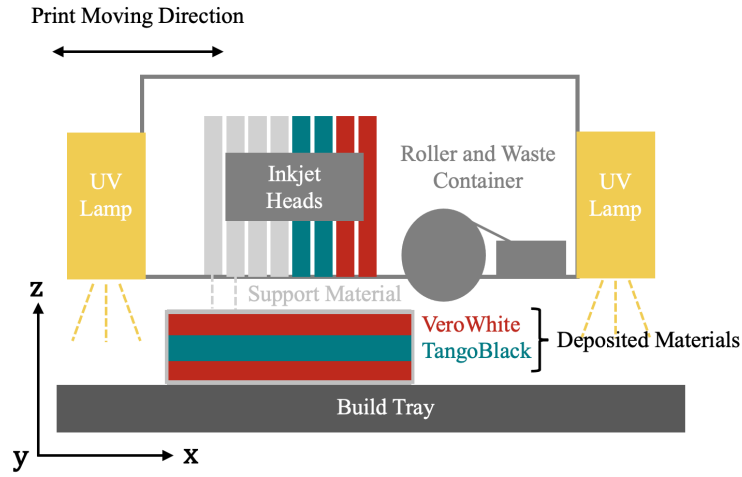 Print Moving Direction
UV
Lamp
Inkjet
Heads
Roller and Waste
Container
UV
Lamp
z
Support Material
VeroWhite
TangoBlack
Deposited Materials
Build Tray
y
x